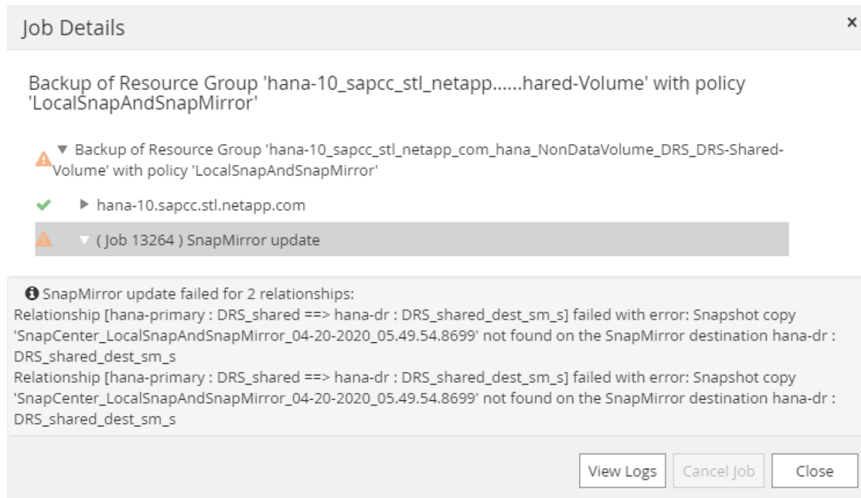 Job Details
×
Backup of Resource Group 'hana-10_sapcc_stl_netapp......hared-Volume' with policy
'LocalSnapAndSnapMirror'
Backup of Resource Group 'hana-10_sapcc_stl_netapp_com_hana_NonDataVolume_DRS_DRS-Shared-
Volume' with policy 'LocalSnapAndSnapMirror'
hana-10.sapcc.stl.netapp.com
( Job 13264 ) SnapMirror update
SnapMirror update failed for 2 relationships:
Relationship [hana-primary : DRS_shared ==> hana-dr : DRS_shared_dest_sm_s] failed with error: Snapshot copy
'SnapCenter_LocalSnapAndSnapMirror_04-20-2020_05.49.54.8699' not found on the SnapMirror destination hana-dr :
DRS_shared_dest_sm_s
Relationship [hana-primary : DRS_shared ==> hana-dr : DRS_shared_dest_sm_s] failed with error: Snapshot copy
'SnapCenter_LocalSnapAndSnapMirror_04-20-2020_05.49.54.8699' not found on the SnapMirror destination hana-dr :
DRS_shared_dest_sm_s
View Logs
Cancel Job
Close